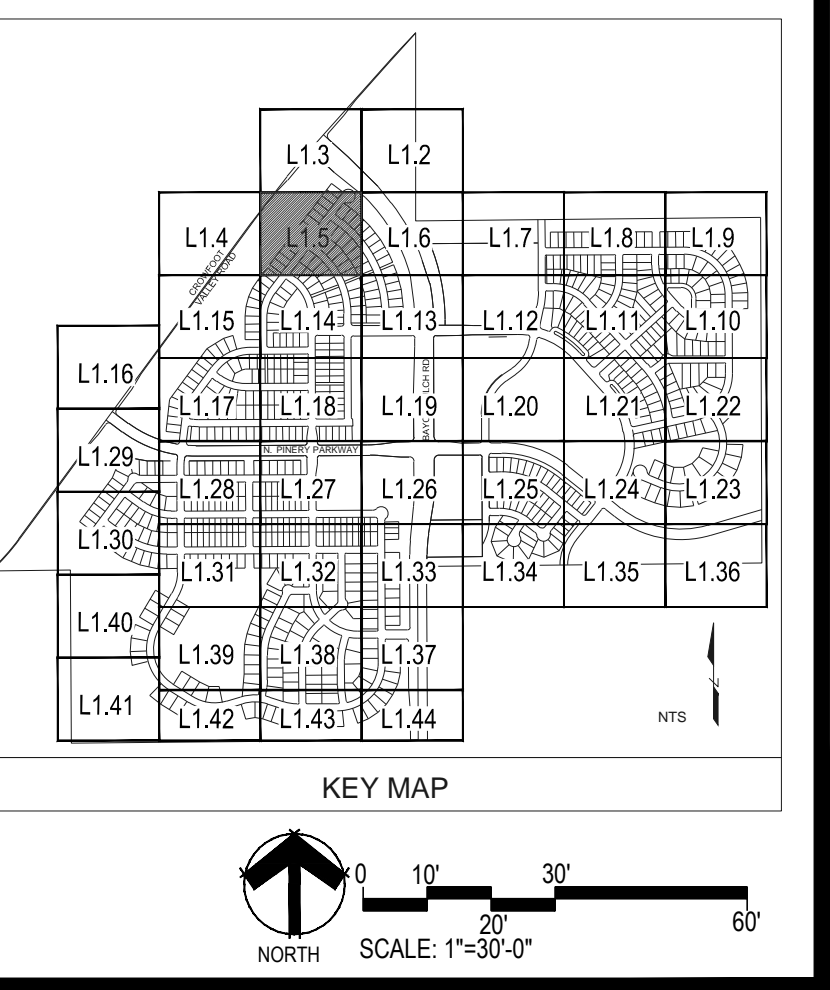 L1.3 L1.2
L1.4 L1.5 L1.6 L1.7 L1.8 L1.9
CROWFOOT
VALLEY ROAD
L1.15 L1.14 L1.13 L1.12 L1.11 L1.10
L1.16
L1.17 L1.18 L1.19 L1.20 L1.21 L1.22
N. PINERY PARKWAY
L1.29
L1.28 L1.27 L1.26 L1.25 L1.24 L1.23
L1.30
L1.31 L1.32 L1.33 L1.34 L1.35 L1.36
L1.40
L1.39 L1.38 L1.37
L1.41
L1.42 L1.43 L1.44
NTS
Z
KEY MAP
0 10' 30'
20' 60'
NORTH SCALE: 1"=30'-0"